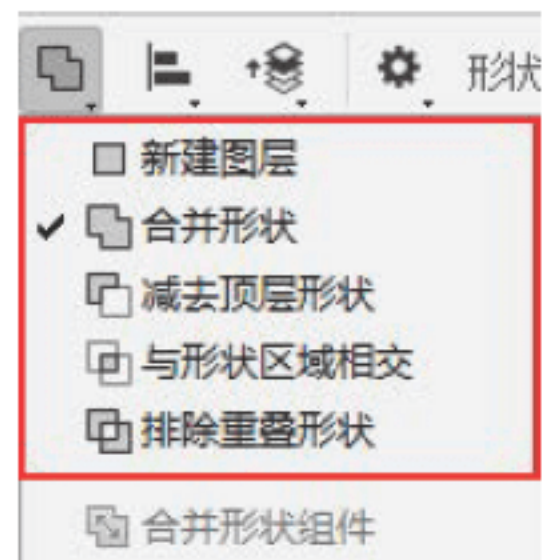 形状
新建图层
合并形状
减去顶层形状
与形状区域相交
排除重叠形状
合并形状组件